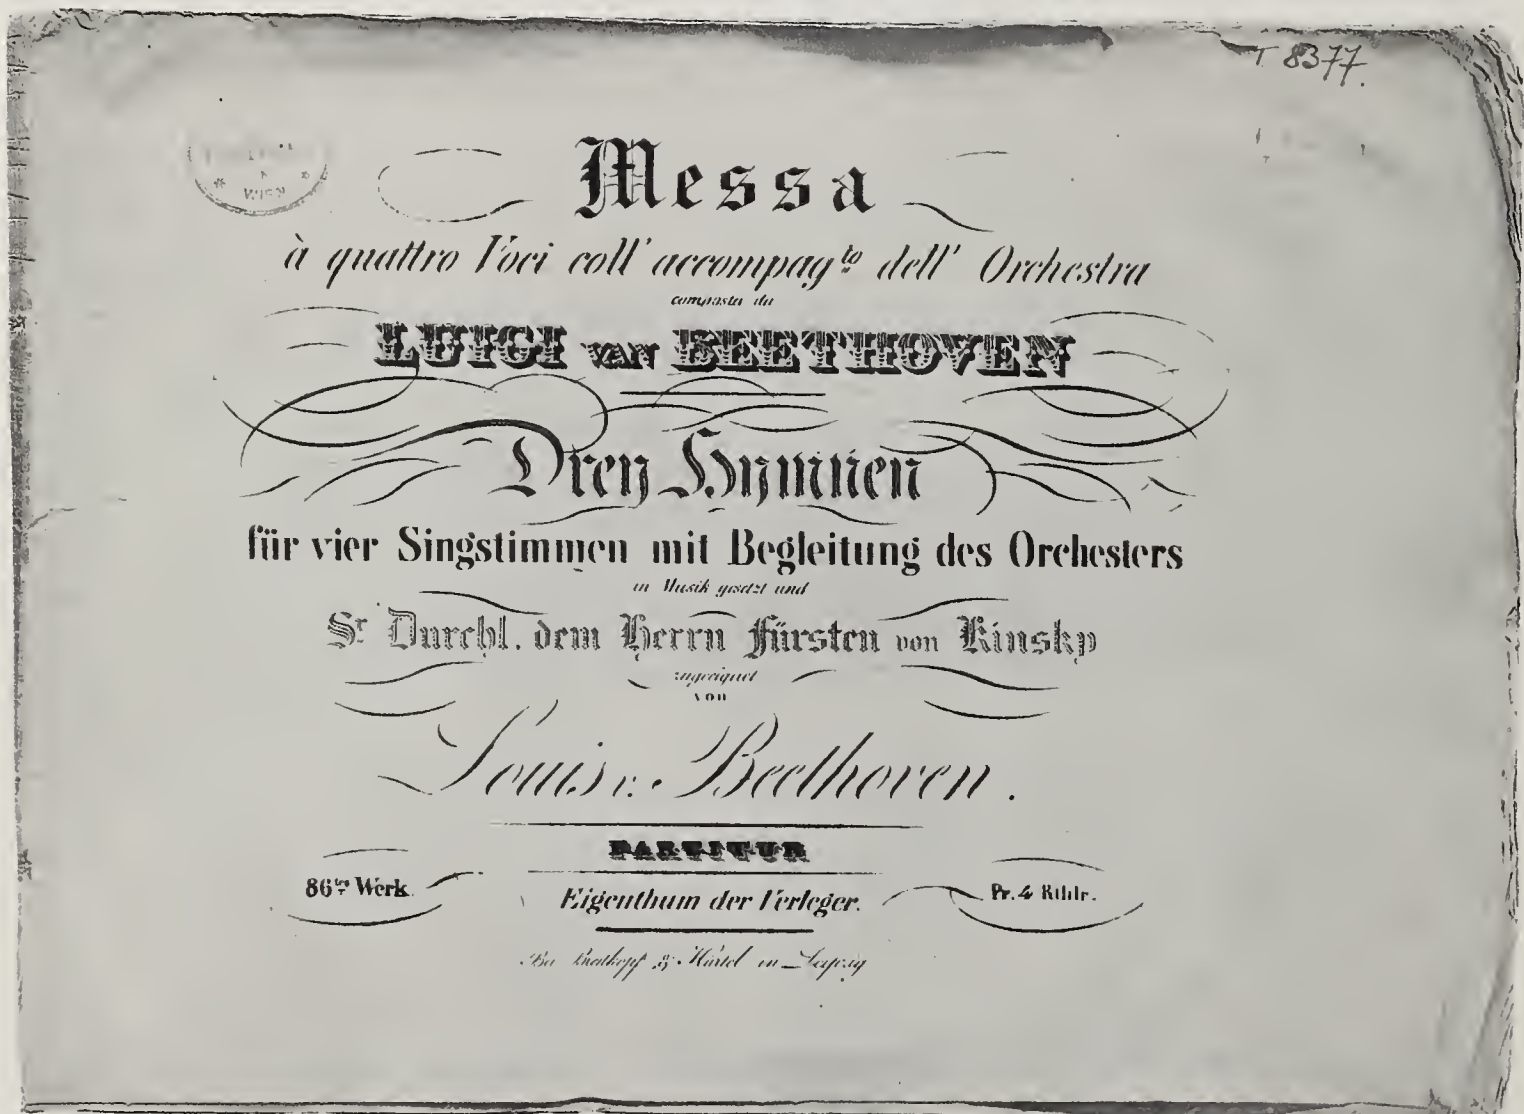 T 8377.
WIEN
Messa
à quattro Voci coll' accompagto dell' Orchestra
composta da
LUIGI van BEETHOVEN
Drey Hymnen
für vier Singstimmen mit Begleitung des Orchesters
in Musik gesetzt und
Sr Durchl. dem Herrn Fürsten von Kinsky
zugeeignet
von
Louis v. Beethoven.
PARTITUR
86tes Werk.
Eigenthum der Verleger.
Pr. 4 Rthlr.
Bei Breitkopf & Härtel in Leipzig